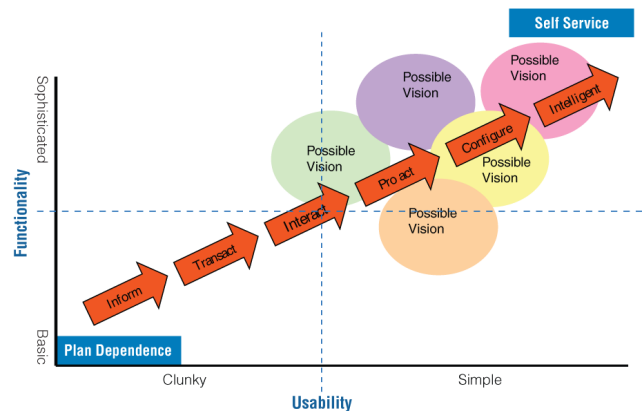 Self Service
Possible
Vision
Possible
Vision
Possible
Vision
Possible
Vision
Possible
Vision
Intelligent
Configure
Pro act
Interact
Transact
Inform
Sophisticated
Functionality
Basic
Plan Dependence
Clunky
Simple
Usability